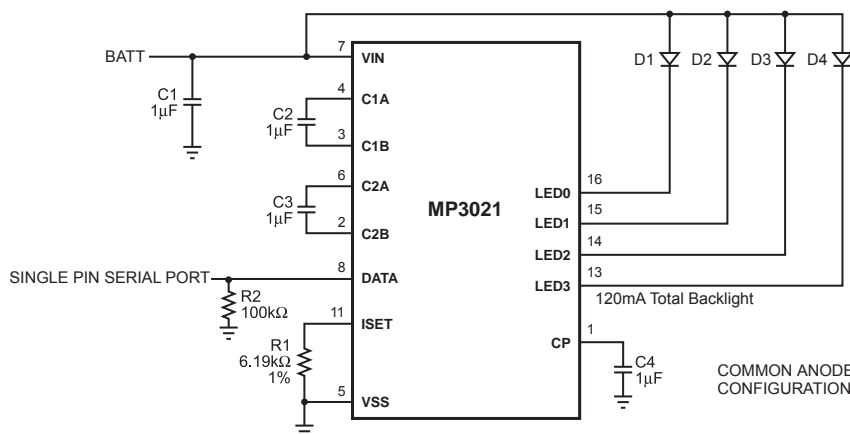 BATT
7
VIN
C1
1μF
4
C1A
C2
1μF
3
C1B
6
C2A
C3
1μF
2
C2B
MP3021
SINGLE PIN SERIAL PORT
8
DATA
R2
100kΩ
11
ISET
R1
6.19kΩ
1%
5
VSS
D1
D2
D3
D4
16
LED0
15
LED1
14
LED2
13
LED3
120mA Total Backlight
1
CP
C4
1μF
COMMON ANODE
CONFIGURATION